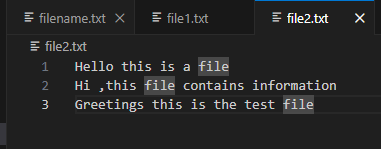 filename.txt file1.txt file2.txt
file2.txt
1 Hello this is a file
2 Hi ,this file contains information
3 Greetings this is the test file